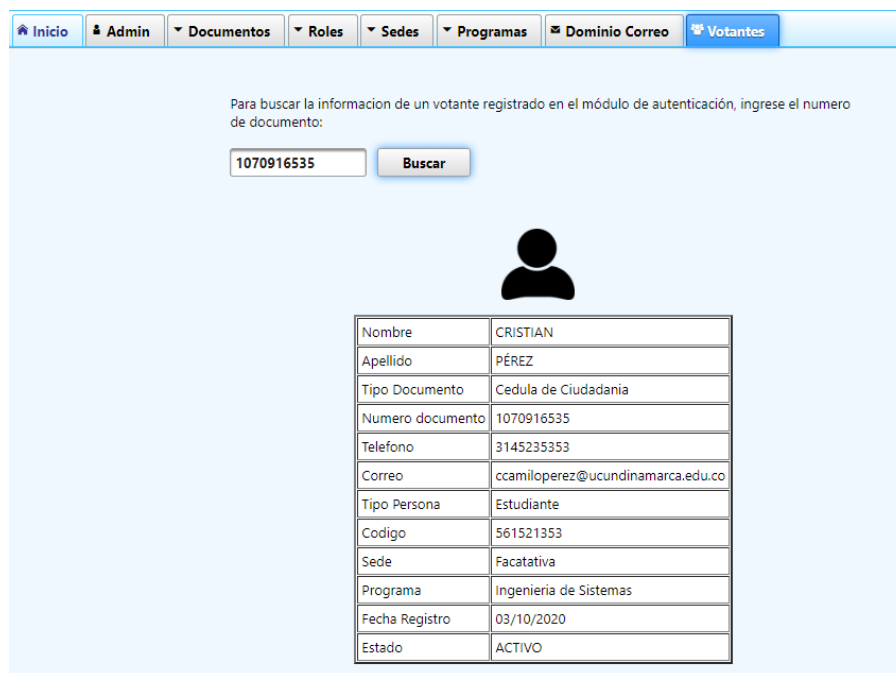 Inicio Admin Documentos Roles Sedes Programas Dominio Correo Votantes
Para buscar la informacion de un votante registrado en el módulo de autenticación, ingrese el numero
de documento:
1070916535 Buscar
Nombre CRISTIAN
Apellido PÉREZ
Tipo Documento Cedula de Ciudadania
Numero documento 1070916535
Telefono 3145235353
Correo ccamiloperez@ucundinamarca.edu.co
Tipo Persona Estudiante
Codigo 561521353
Sede Facatativa
Programa Ingenieria de Sistemas
Fecha Registro 03/10/2020
Estado ACTIVO